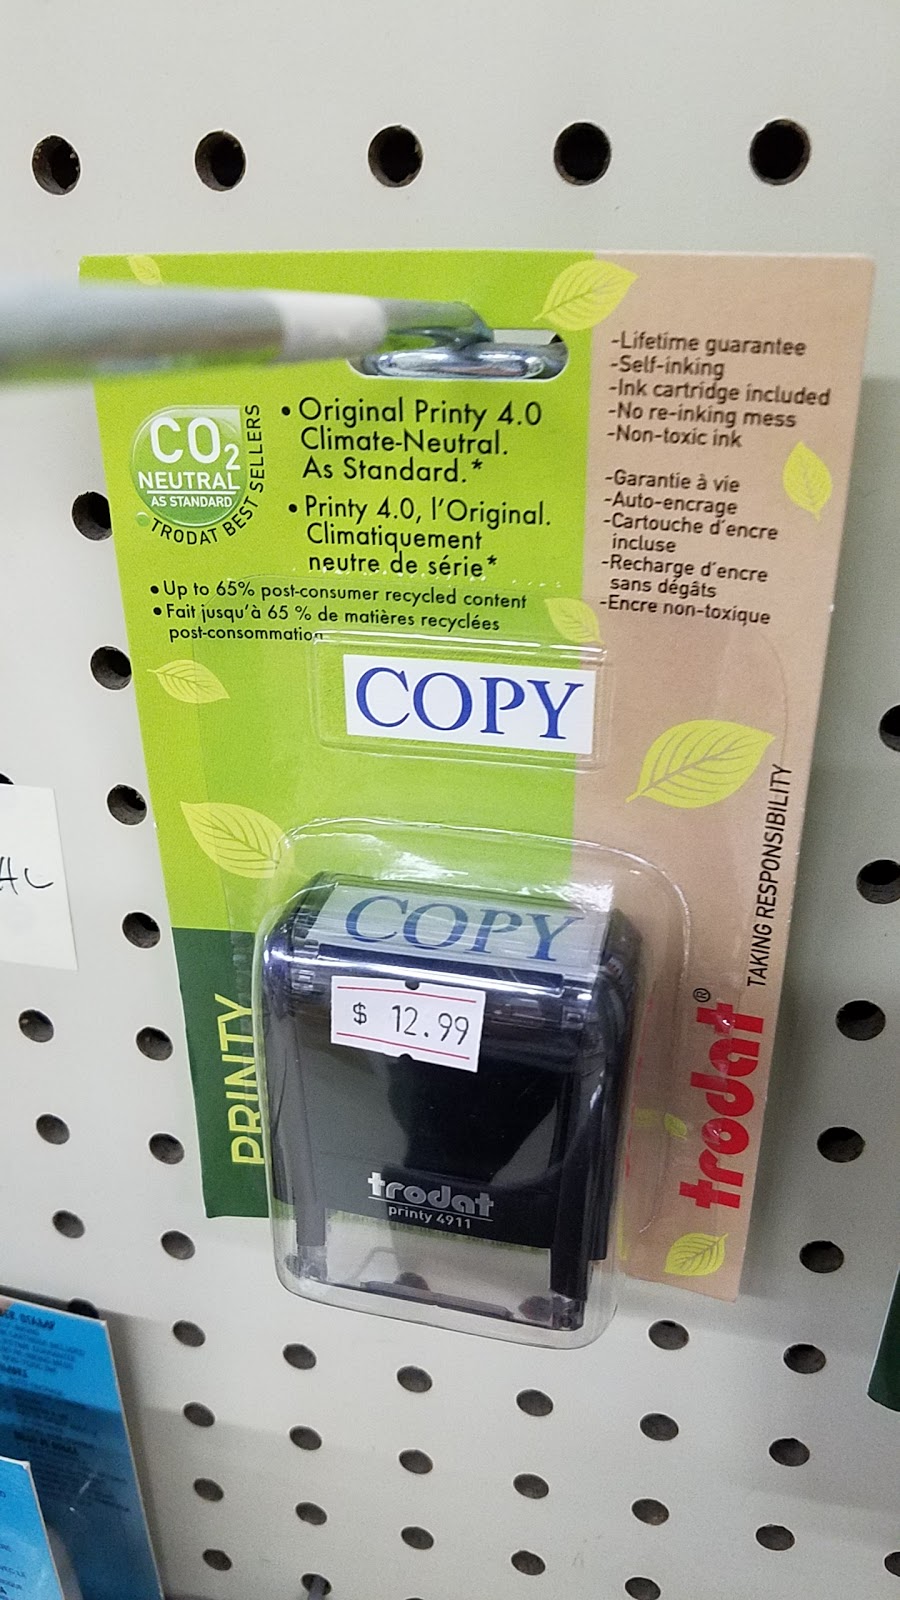 -Lifetime guarantee
-Self-inking
-Ink cartridge included
-No re-inking mess
-Non-toxic ink
-Garantie à vie
-Auto-encrage
-Cartouche d'encre
incluse
-Recharge d'encre
sans dégâts
-Encre non-toxique
CO2
NEUTRAL
AS STANDARD
TRODAT BEST SELLERS
• Original Printy 4.0
Climate-Neutral.
As Standard.*
• Printy 4.0, l'Original.
Climatiquement
neutre de série*
• Up to 65% post-consumer recycled content
• Fait jusqu'à 65 % de matières recyclées
post-consommation
COPY
COPY
$ 12.99
trodat
printy 4911
PRINTY
trodat®
TAKING RESPONSIBILITY